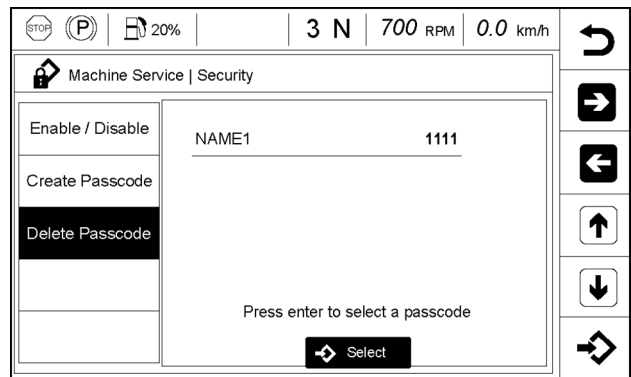 STOP (P) 20% 3 N 700 RPM 0.0 km/h
Machine Service | Security
Enable / Disable
NAME1 1111
Create Passcode
Delete Passcode
Press enter to select a passcode
Select